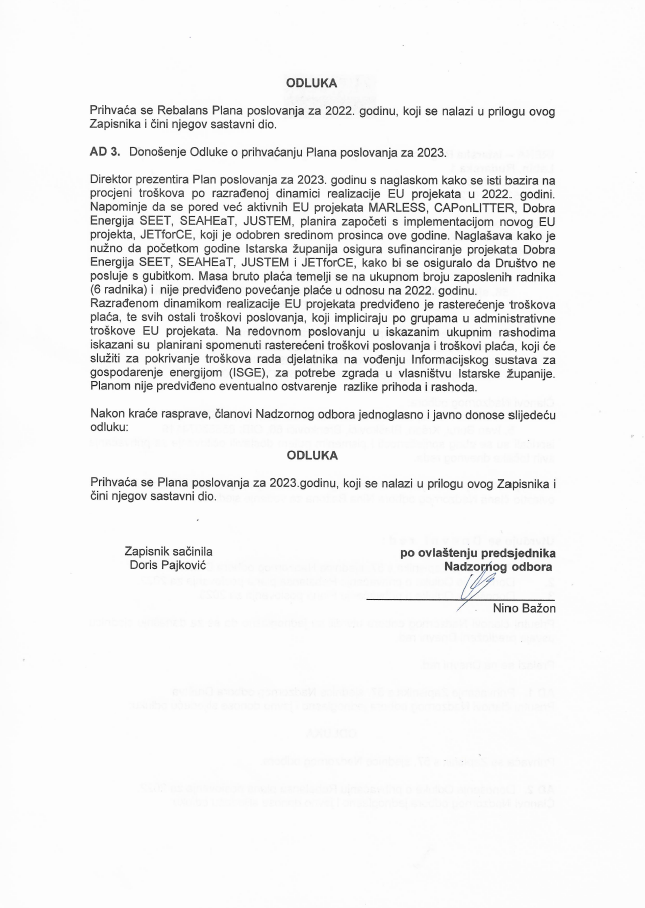 ODLUKA
Prihvaća se Rebalans Plana poslovanja za 2022. godinu, koji se nalazi u prilogu ovog
Zapisnika i čini njegov sastavni dio.
AD 3. Donošenje Odluke o prihvaćanju Plana poslovanja za 2023.
Direktor prezentira Plan poslovanja za 2023. godinu s naglaskom kako se isti bazira na
procjeni troškova po razrađenoj dinamici realizacije EU projekata u 2022. godini.
Napominje da se pored već aktivnih EU projekata MARLESS, CAPonLITTER, Dobra
Energija SEET, SEAHEaT, JUSTEM, planira započeti s implementacijom novog EU
projekta, JETforCE, koji je odobren sredinom prosinca ove godine. Naglašava kako je
nužno da početkom godine Istarska županija osigura sufinanciranje projekata Dobra
Energija SEET, SEAHEaT, JUSTEM i JETforCE, kako bi se osiguralo da Društvo ne
posluje s gubitkom. Masa bruto plaća temelji se na ukupnom broju zaposlenih radnika
(6 radnika) i nije predviđeno povećanje plaće u odnosu na 2022. godinu.
Razrađenom dinamikom realizacije EU projekata predviđeno je rasterećenje troškova
plaća, te svih ostali troškovi poslovanja, koji impliciraju po grupama u administrativne
troškove EU projekata. Na redovnom poslovanju u iskazanim ukupnim rashodima
iskazani su planirani spomenuti rasterećeni troškovi poslovanja i troškovi plaća, koji će
služiti za pokrivanje troškova rada djelatnika na vođenju Informacijskog sustava za
gospodarenje energijom (ISGE), za potrebe zgrada u vlasništvu Istarske županije.
Planom nije predviđeno eventualno ostvarenje razlike prihoda i rashoda.
Nakon kraće rasprave, članovi Nadzornog odbora jednoglasno i javno donose slijedeću
odluku:
ODLUKA
Prihvaća se Plana poslovanja za 2023.godinu, koji se nalazi u prilogu ovog Zapisnika i
čini njegov sastavni dio.
Zapisnik sačinila
Doris Pajković
po ovlaštenju predsjednika
Nadzornog odbora
Nino Bažon